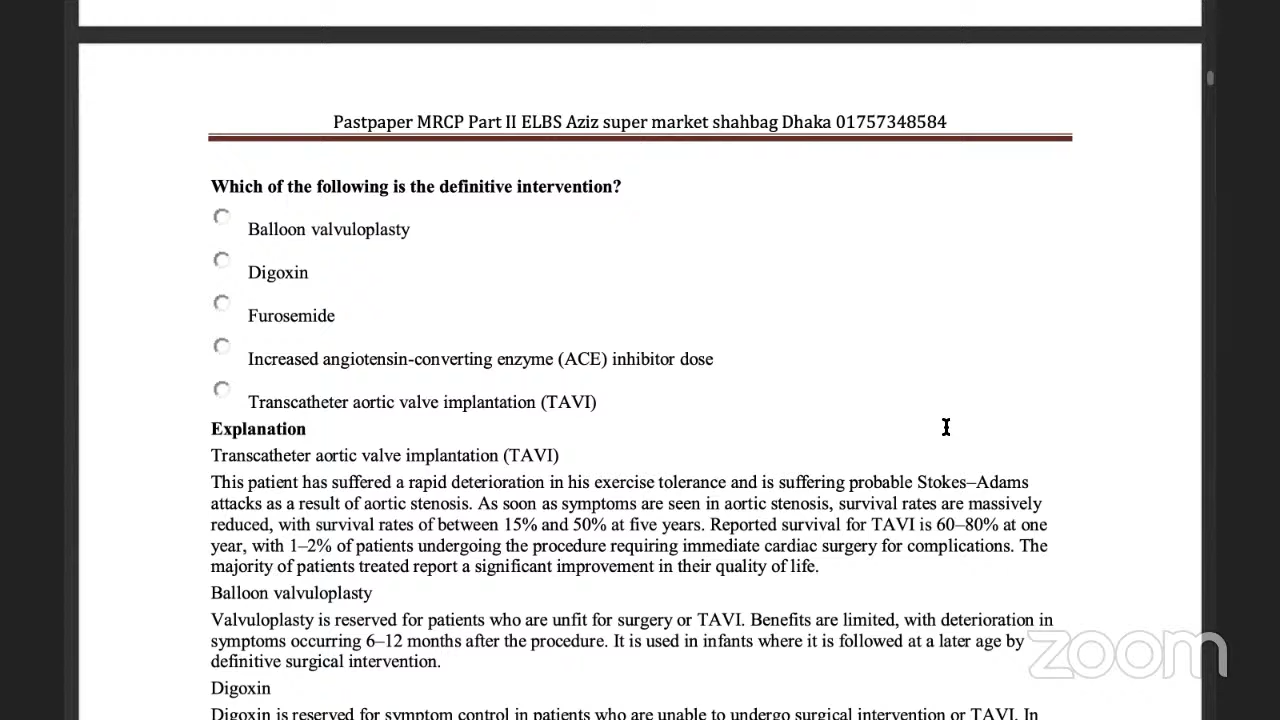 Pastpaper MRCP Part II ELBS Aziz super market shahbag Dhaka 01757348584
Which of the following is the definitive intervention?
Balloon valvuloplasty
Digoxin
Furosemide
Increased angiotensin-converting enzyme (ACE) inhibitor dose
Transcatheter aortic valve implantation (TAVI)
Explanation
Transcatheter aortic valve implantation (TAVI)
This patient has suffered a rapid deterioration in his exercise tolerance and is suffering probable Stokes–Adams
attacks as a result of aortic stenosis. As soon as symptoms are seen in aortic stenosis, survival rates are massively
reduced, with survival rates of between 15% and 50% at five years. Reported survival for TAVI is 60–80% at one
year, with 1–2% of patients undergoing the procedure requiring immediate cardiac surgery for complications. The
majority of patients treated report a significant improvement in their quality of life.
Balloon valvuloplasty
Valvuloplasty is reserved for patients who are unfit for surgery or TAVI. Benefits are limited, with deterioration in
symptoms occurring 6–12 months after the procedure. It is used in infants where it is followed at a later age by
definitive surgical intervention.
zoom
Digoxin
Digoxin is reserved for symptom control in patients who are unable to undergo surgical intervention or TAVI. In